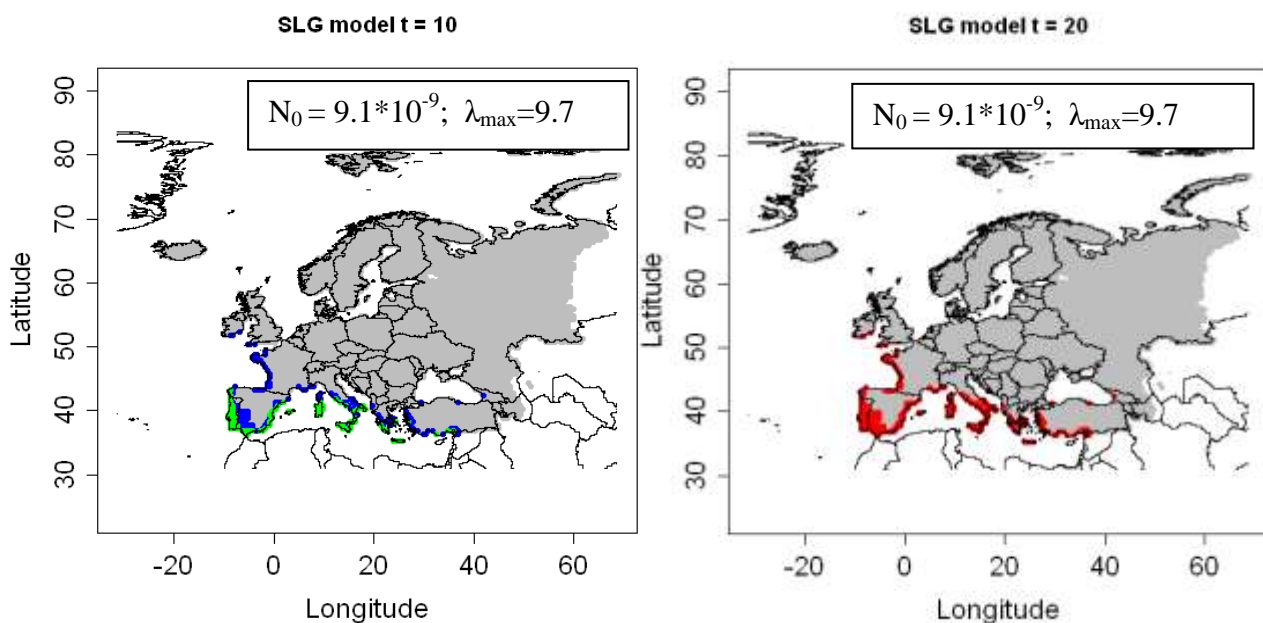 SLG model t = 10
N₀ = 9.1*10⁻⁹; λmax=9.7
Latitude
90
80
70
60
50
40
30
-20 0 20 40 60
Longitude
SLG model t = 20
N₀ = 9.1*10⁻⁹; λmax=9.7
Latitude
90
80
70
60
50
40
30
-20 0 20 40 60
Longitude